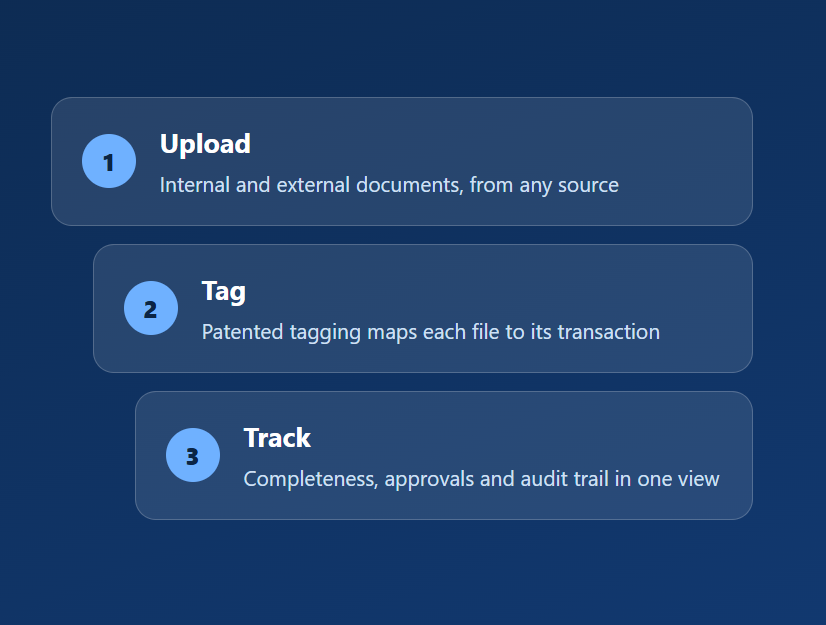 1
Upload
Internal and external documents, from any source
2
Tag
Patented tagging maps each file to its transaction
3
Track
Completeness, approvals and audit trail in one view